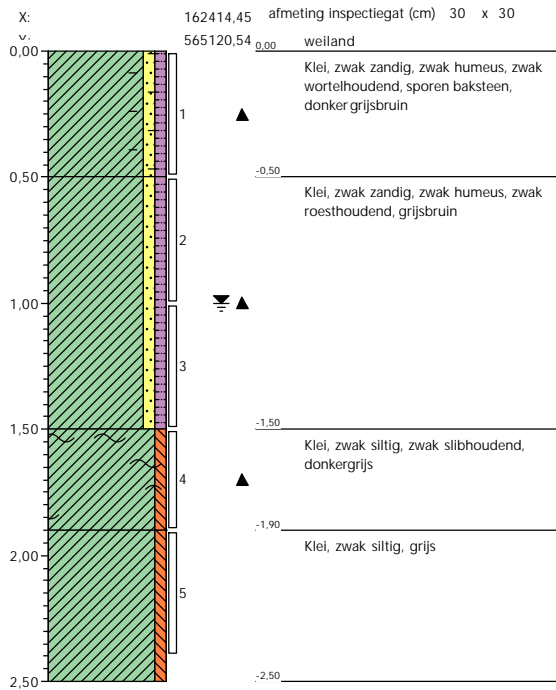 X: 162414,45 afmeting inspectiegat (cm) 30 x 30
565120,54
0,00 0,00 weiland
Klei, zwak zandig, zwak humeus, zwak
wortelhoudend, sporen baksteen,
donkergrijsbruin
1
0,50 -0,50
Klei, zwak zandig, zwak humeus, zwak
roesthoudend, grijsbruin
2
1,00
3
1,50 -1,50
Klei, zwak siltig, zwak slibhoudend,
donkergrijs
4
-1,90
2,00
Klei, zwak siltig, grijs
5
2,50 -2,50